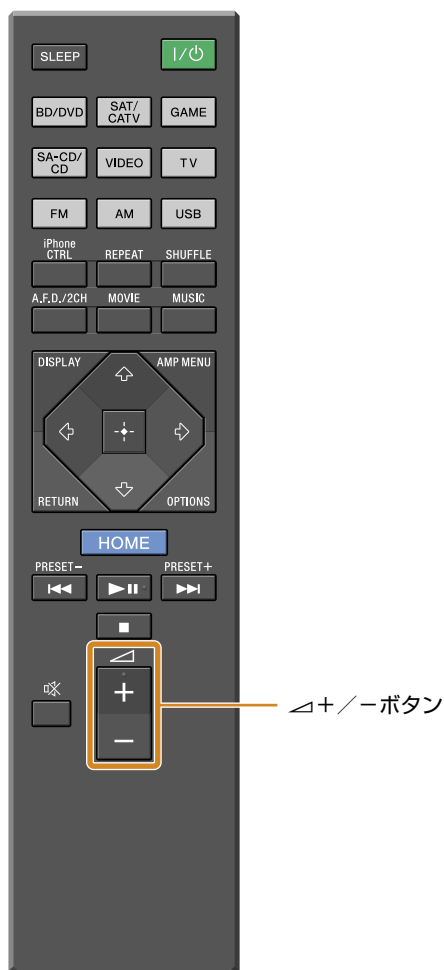 SLEEP
I/⏻
BD/DVD
SAT/
CATV
GAME
SA-CD/
CD
VIDEO
TV
FM
AM
USB
iPhone
CTRL
REPEAT
SHUFFLE
A.F.D./2CH
MOVIE
MUSIC
DISPLAY
AMP MENU
RETURN
OPTIONS
HOME
PRESET−
PRESET+
+
−
⊿+/−ボタン